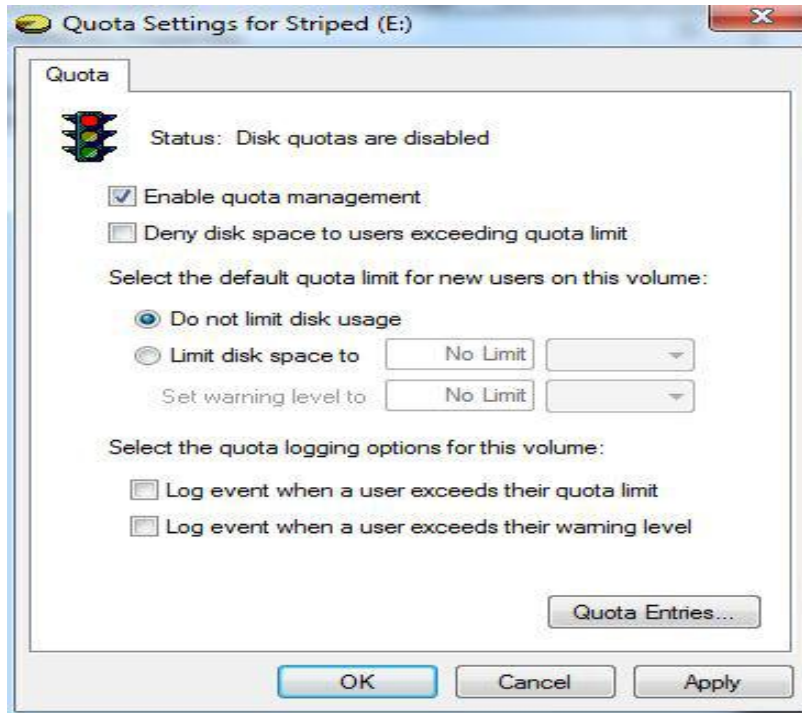 Quota Settings for Striped (E:)
Quota
Status: Disk quotas are disabled
Enable quota management
Deny disk space to users exceeding quota limit
Select the default quota limit for new users on this volume:
Do not limit disk usage
Limit disk space to No Limit
Set warning level to No Limit
Select the quota logging options for this volume:
Log event when a user exceeds their quota limit
Log event when a user exceeds their warning level
Quota Entries...
OK Cancel Apply